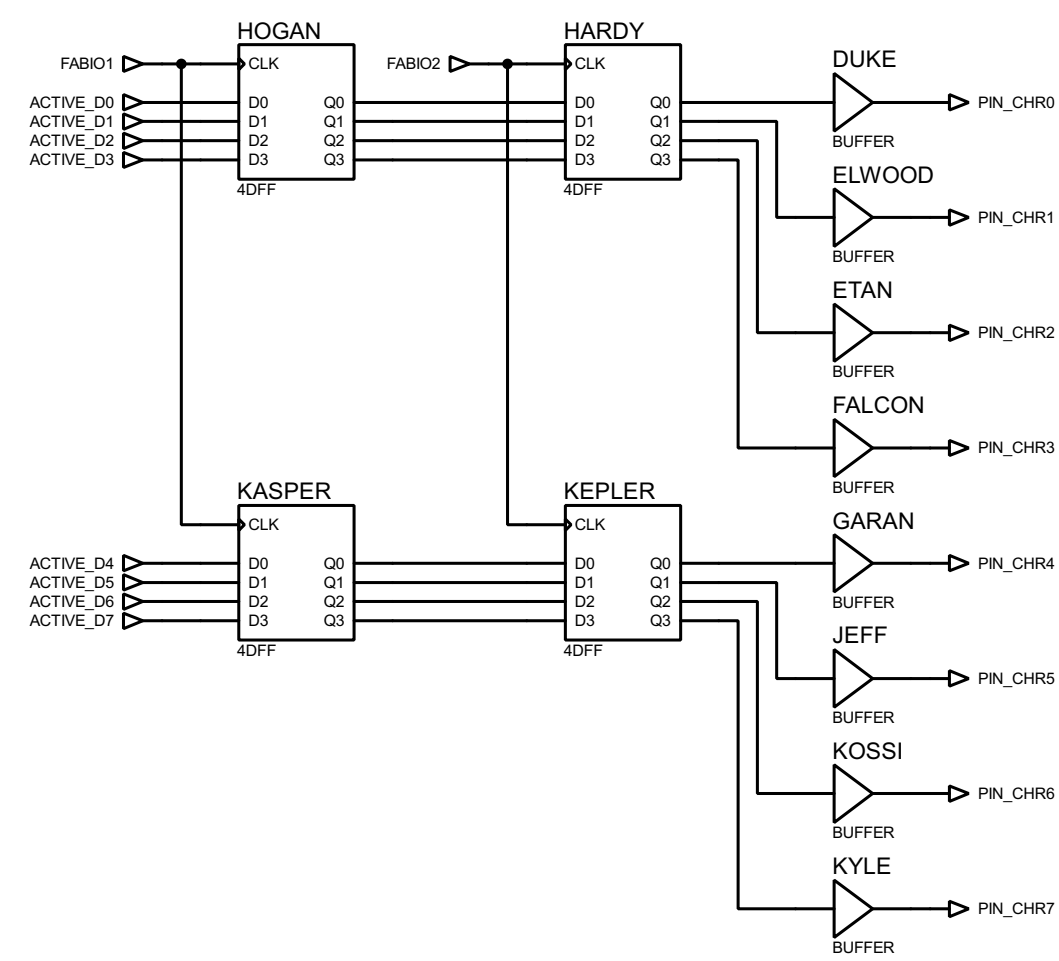 HOGAN
HARDY
FABIO1
CLK
FABIO2
CLK
DUKE
ACTIVE_D0
D0
Q0
D0
Q0
PIN_CHR0
ACTIVE_D1
D1
Q1
D1
Q1
ACTIVE_D2
D2
Q2
D2
Q2
BUFFER
ACTIVE_D3
D3
Q3
D3
Q3
4DFF
4DFF
ELWOOD
PIN_CHR1
BUFFER
ETAN
PIN_CHR2
BUFFER
FALCON
PIN_CHR3
BUFFER
KASPER
KEPLER
CLK
CLK
GARAN
ACTIVE_D4
D0
Q0
D0
Q0
PIN_CHR4
ACTIVE_D5
D1
Q1
D1
Q1
ACTIVE_D6
D2
Q2
D2
Q2
BUFFER
ACTIVE_D7
D3
Q3
D3
Q3
4DFF
4DFF
JEFF
PIN_CHR5
BUFFER
KOSSI
PIN_CHR6
BUFFER
KYLE
PIN_CHR7
BUFFER